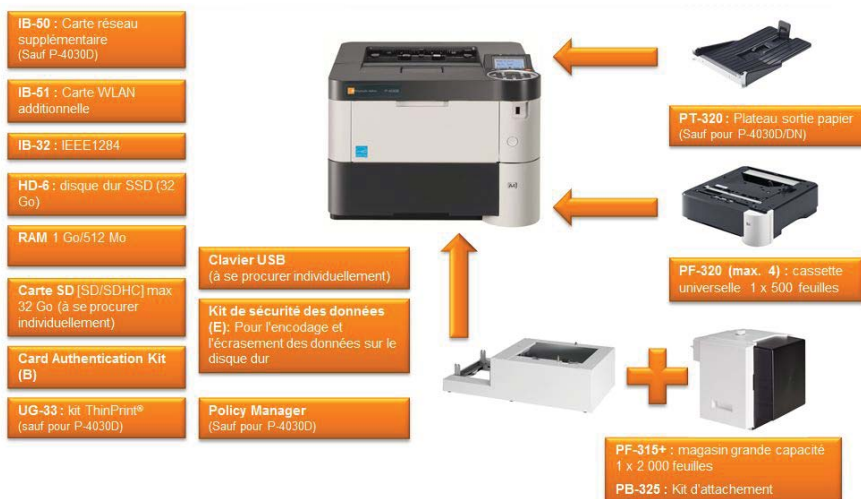 IB-50 : Carte réseau
supplémentaire
(Sauf P-4030D)
IB-51 : Carte WLAN
additionnelle
IB-32 : IEEE1284
HD-6 : disque dur SSD (32
Go)
RAM 1 Go/512 Mo
Carte SD [SD/SDHC] max
32 Go (à se procurer
individuellement)
Card Authentication Kit
(B)
UG-33 : kit ThinPrint®
(sauf pour P-4030D)
Clavier USB
(à se procurer individuellement)
Kit de sécurité des données
(E): Pour l'encodage et
l'écrasement des données sur le
disque dur
Policy Manager
(Sauf pour P-4030D)
PT-320 : Plateau sortie papier
(Sauf pour P-4030D/DN)
PF-320 (max. 4) : cassette
universelle 1 x 500 feuilles
PF-315+ : magasin grande capacité
1 x 2 000 feuilles
PB-325 : Kit d'attachement